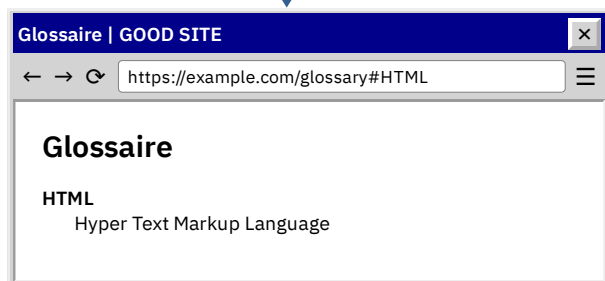 Glossaire | GOOD SITE
https://example.com/glossary#HTML
Glossaire
HTML
Hyper Text Markup Language